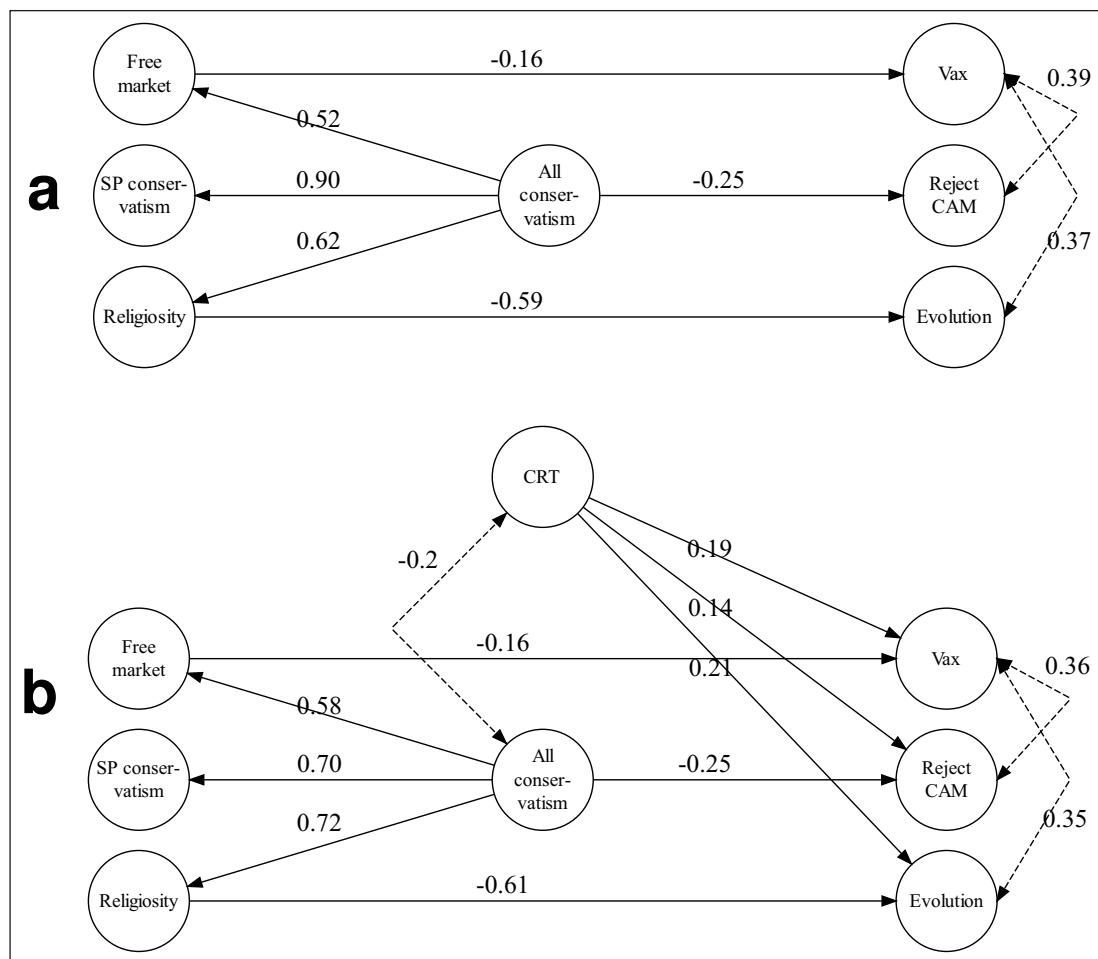 a
Free
market
-0.16
Vax
0.39
0.52
SP conser-
vatism
0.90
All
conser-
vatism
-0.25
Reject
CAM
0.62
0.37
Religiosity
-0.59
Evolution
b
CRT
-0.2
0.19
0.14
0.21
Free
market
-0.16
Vax
0.36
0.58
SP conser-
vatism
0.70
All
conser-
vatism
-0.25
Reject
CAM
0.72
0.35
Religiosity
-0.61
Evolution